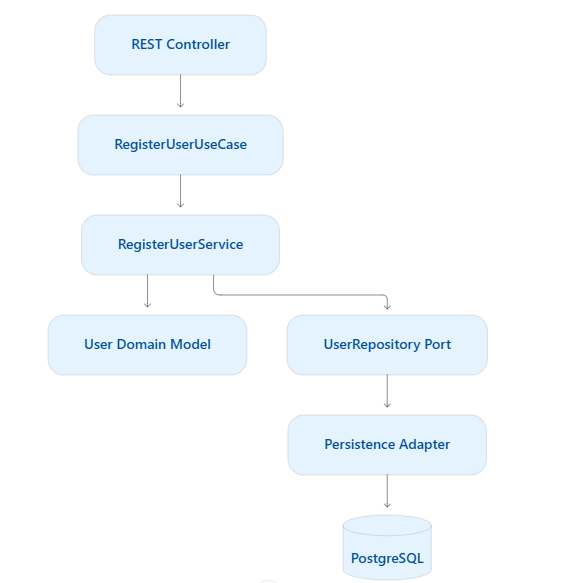 REST Controller
RegisterUserUseCase
RegisterUserService
User Domain Model
UserRepository Port
Persistence Adapter
PostgreSQL